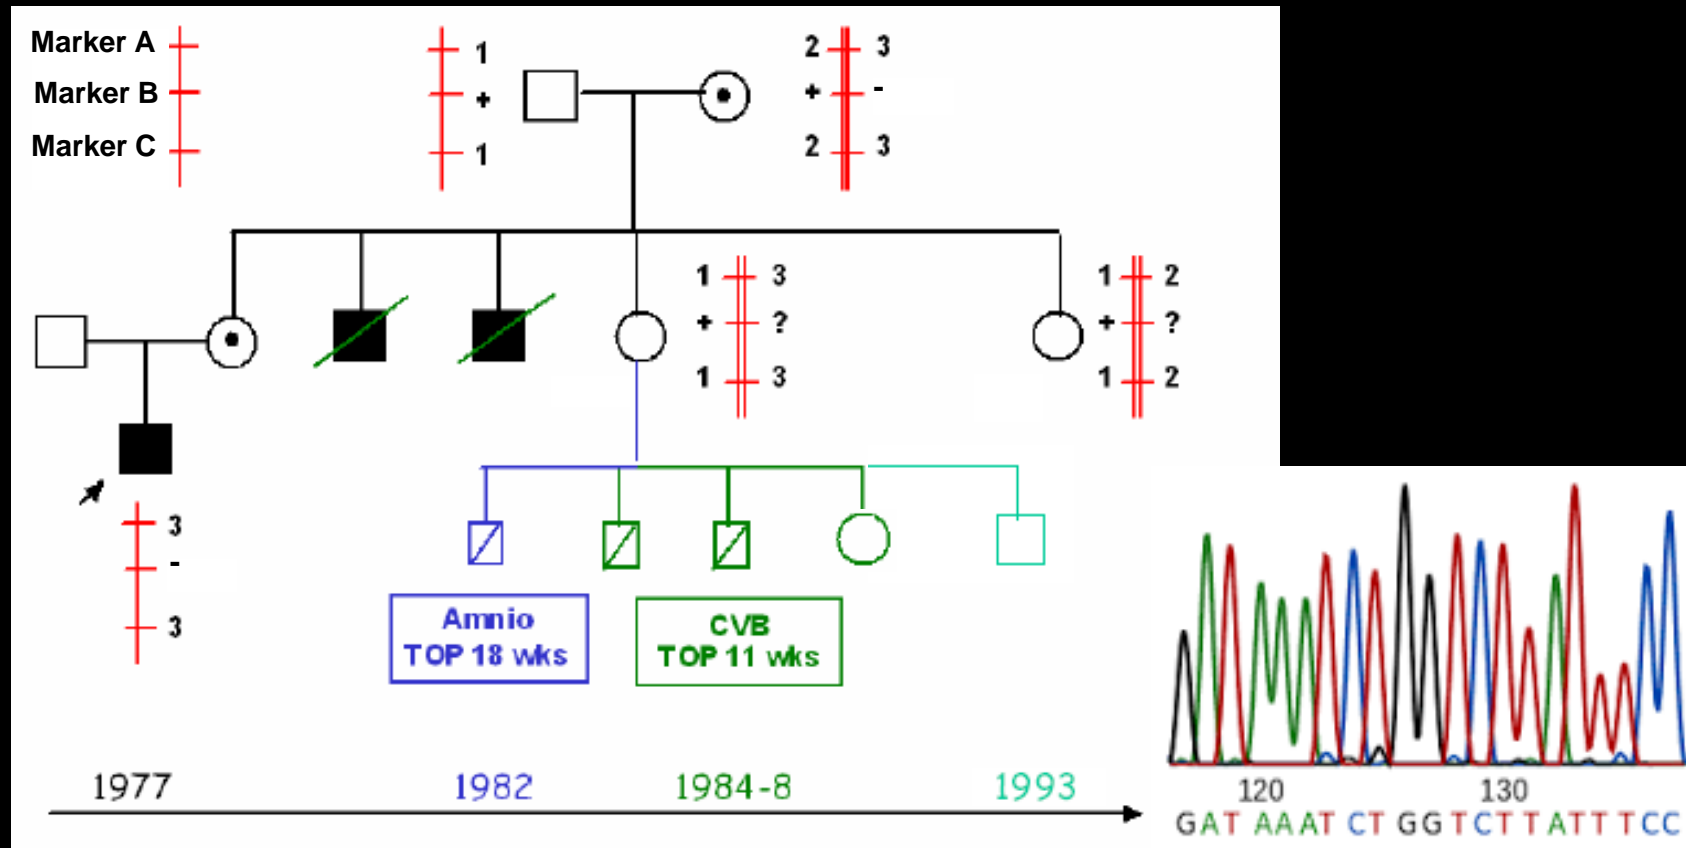 Marker A
Marker B
Marker C
1
+
1
2 3
+ -
2 3
1 3
+ ?
1 3
1 2
+ ?
1 2
3
-
3
Amnio
TOP 18 wks
CVB
TOP 11 wks
1977 1982 1984-8 1993
120 130
GAT AAAT CT GGTCTTATTTCC